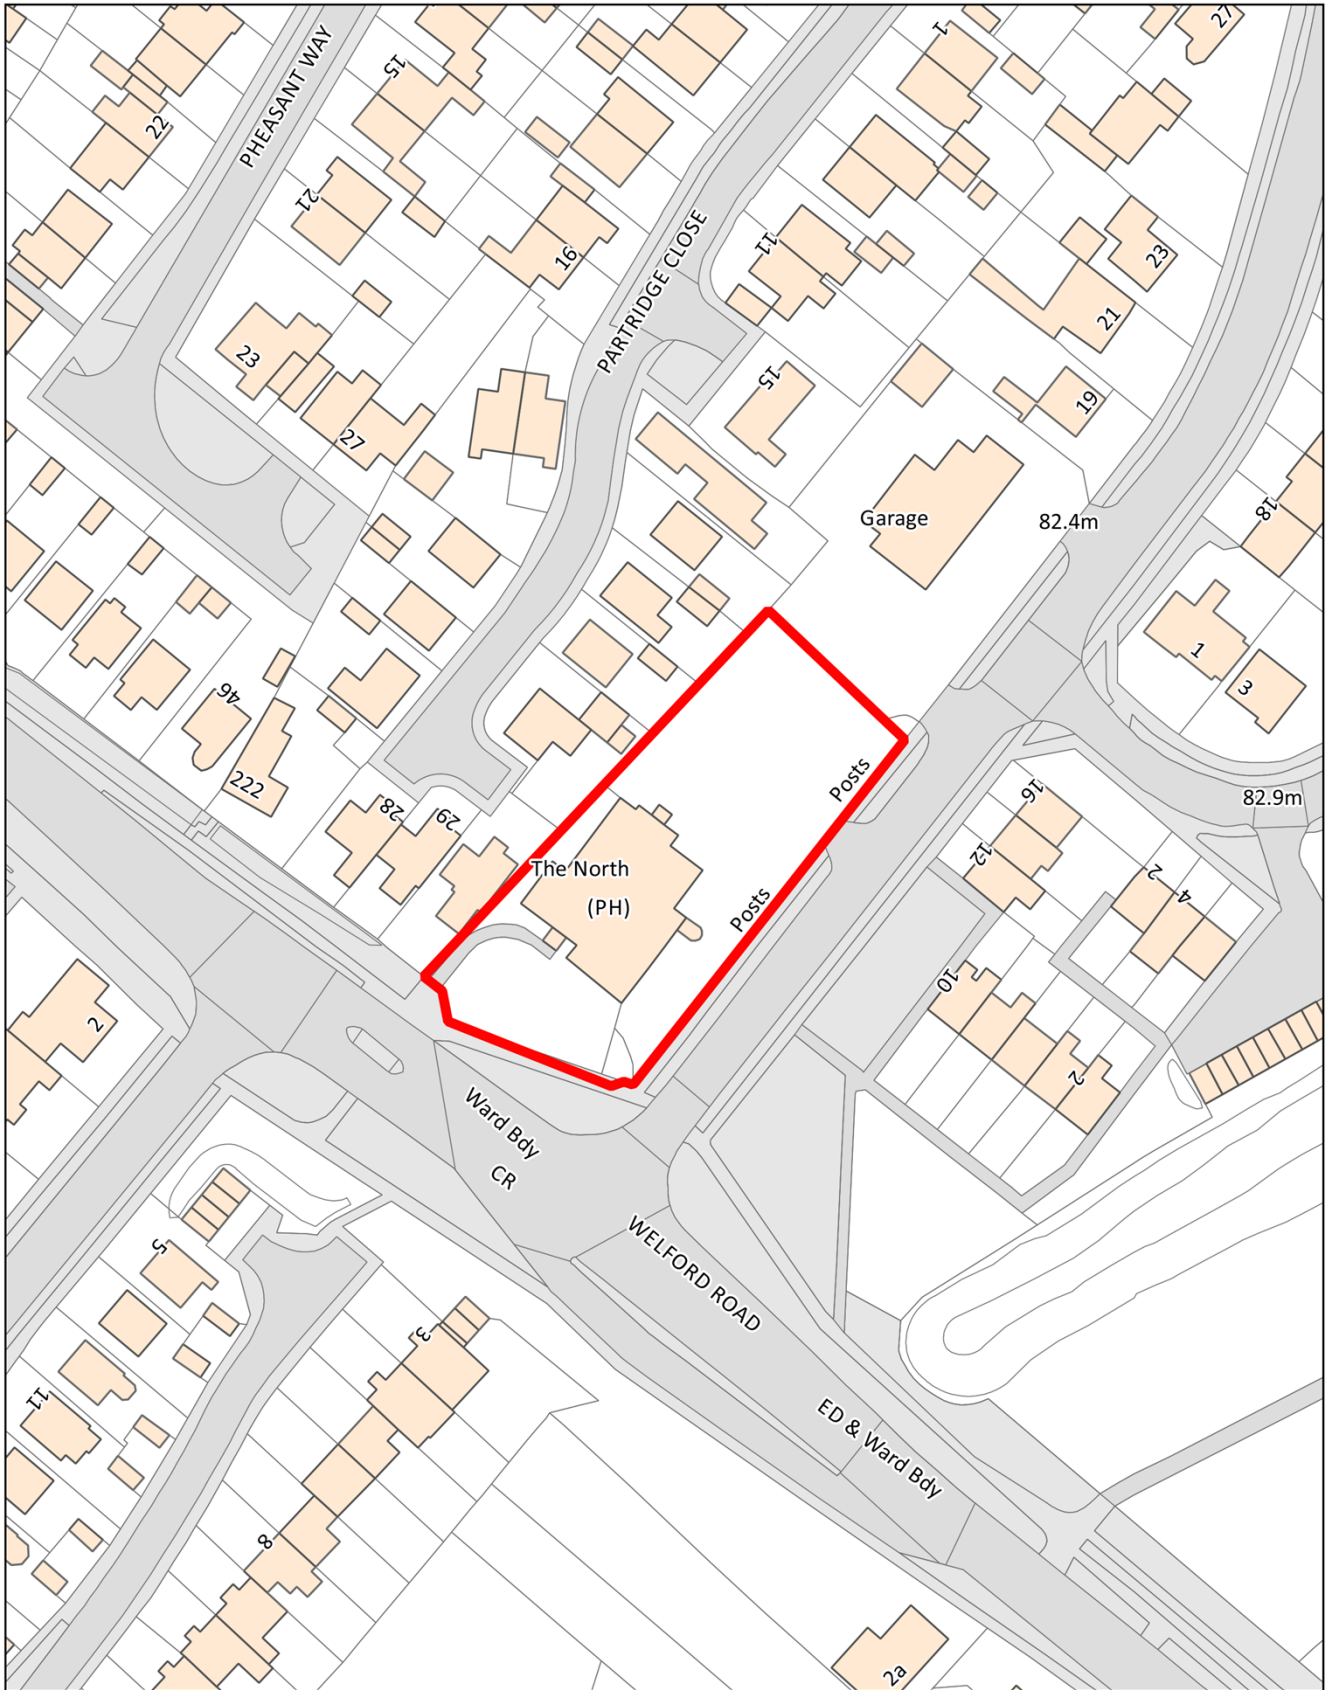 27
1
15
PHEASANT WAY
22
21
16
11
23
PARTRIDGE CLOSE
21
23
15
19
27
Garage
82.4m
18
1
3
46
222
Posts
82.9m
28
29
16
12
2
4
The North
(PH)
Posts
10
2
2
Ward Bdy
CR
WELFORD ROAD
5
3
ED & Ward Bdy
11
8
2a